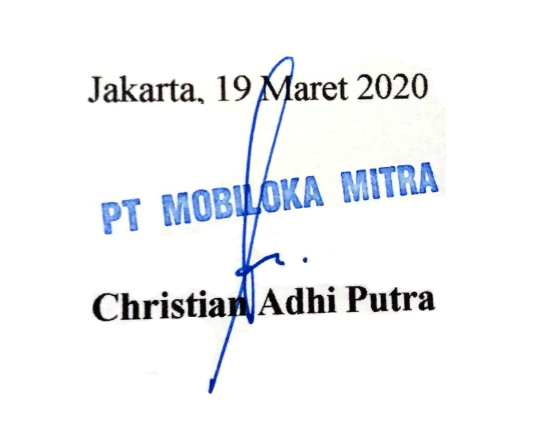 Jakarta, 19 Maret 2020
PT MOBILOKA MITRA
Christian Adhi Putra